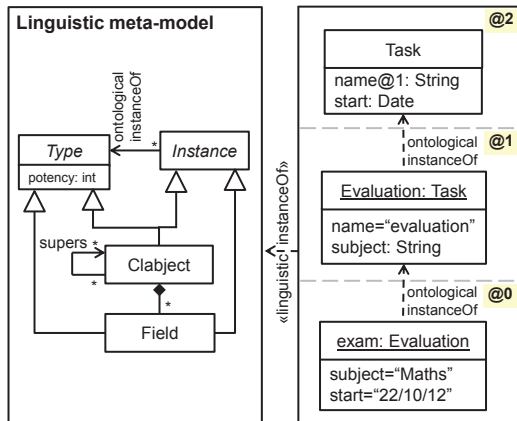 Linguistic meta-model
ontological
instanceOf
*
Type
potency: int
Instance
supers
*
*
Clabject
*
Field
«linguistic instanceOf»
@2
Task
name@1: String
start: Date
ontological
instanceOf
@1
Evaluation: Task
name=“evaluation”
subject: String
ontological
instanceOf
@0
exam: Evaluation
subject=“Maths”
start=“22/10/12”